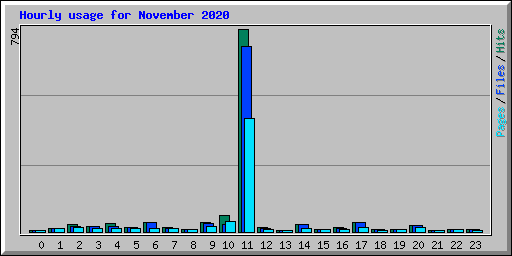 Hourly usage for November 2020
794
Pages/Files/Hits
0 1 2 3 4 5 6 7 8 9 10 11 12 13 14 15 16 17 18 19 20 21 22 23